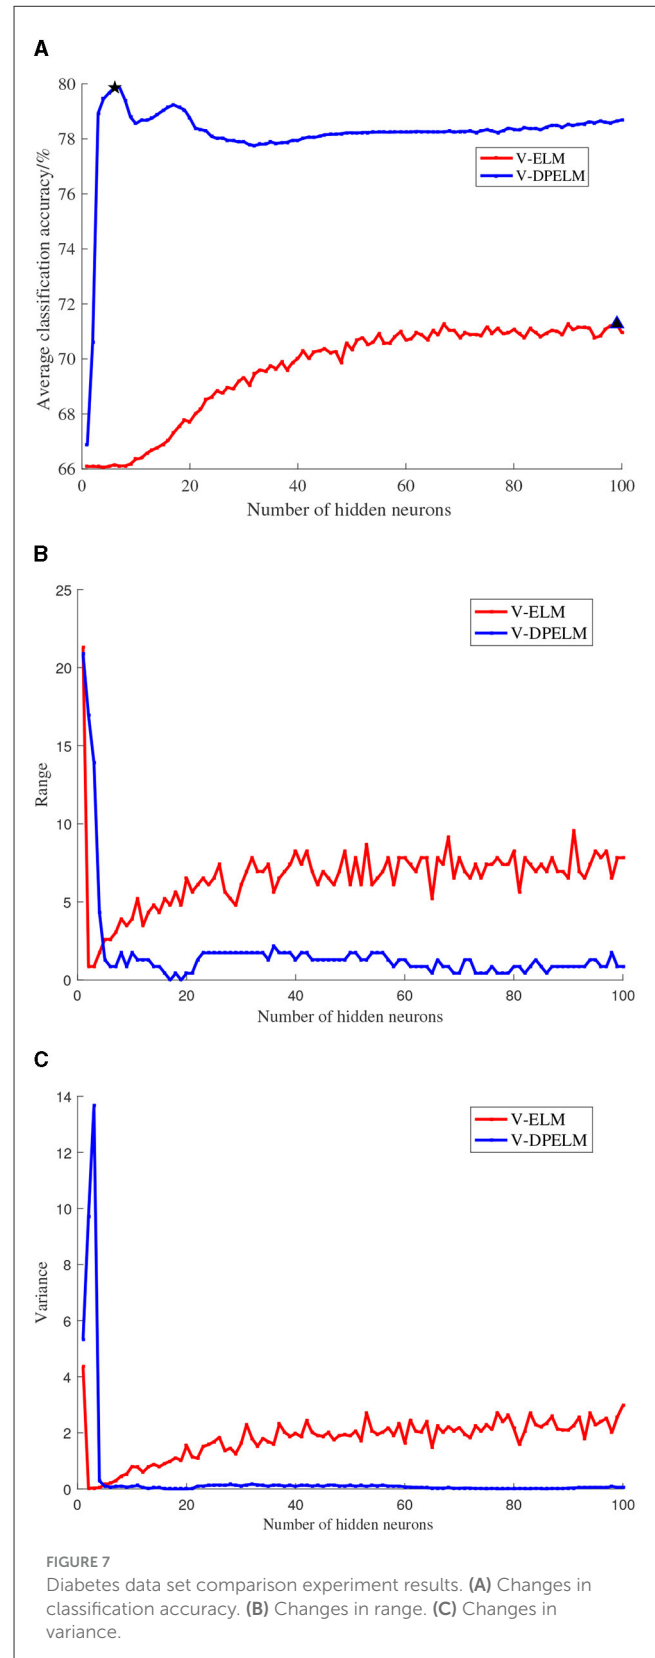 A
80
78
76
74
72
70
68
66
Average classification accuracy/%
V-ELM
V-DPELM
0
20
40
60
80
100
Number of hidden neurons
B
25
20
15
10
5
0
Range
V-ELM
V-DPELM
0
20
40
60
80
100
Number of hidden neurons
C
14
12
10
8
6
4
2
0
Variance
V-ELM
V-DPELM
0
20
40
60
80
100
Number of hidden neurons
FIGURE 7
Diabetes data set comparison experiment results. (A) Changes in
classification accuracy. (B) Changes in range. (C) Changes in
variance.